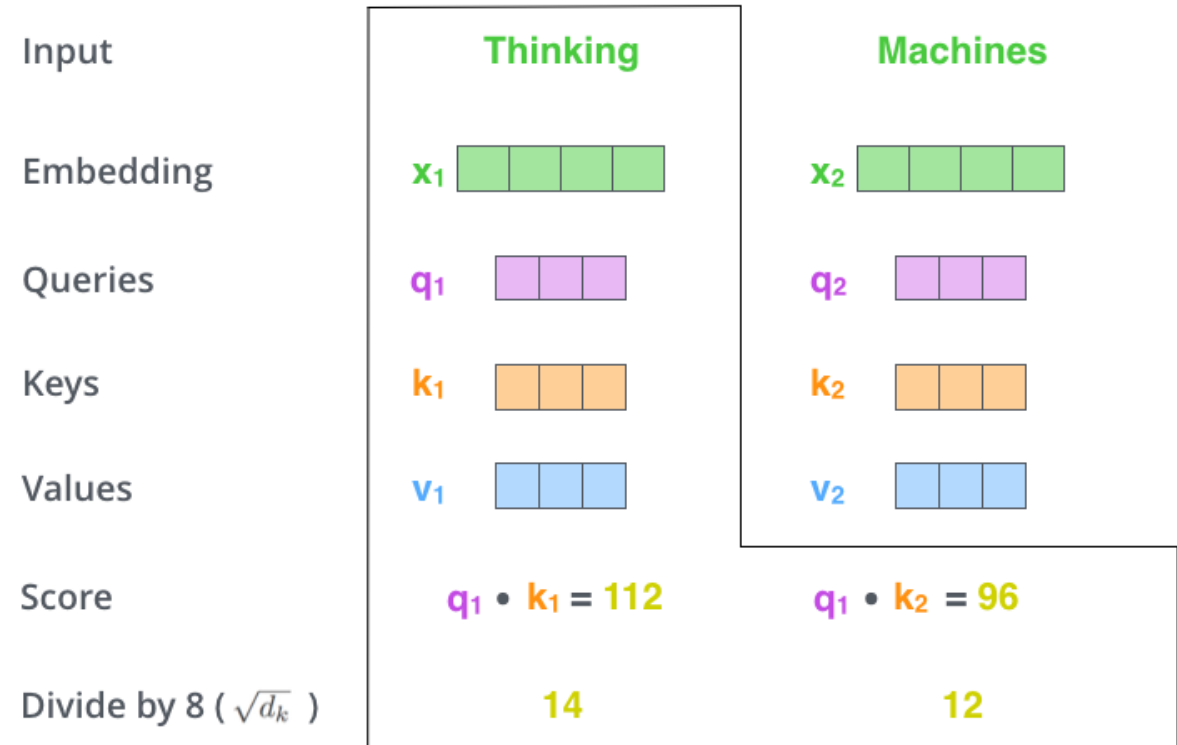 Input Thinking Machines
Embedding x₁ x₂
Queries q₁ q₂
Keys k₁ k₂
Values v₁ v₂
Score q₁ • k₁ = 112 q₁ • k₂ = 96
Divide by 8 ( √dₖ ) 14 12